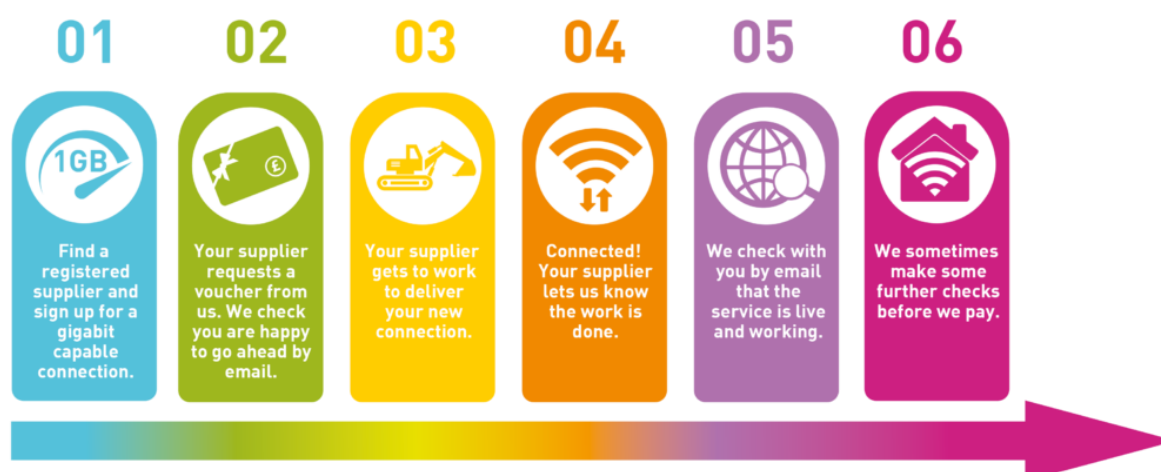 01
02
03
04
05
06
1GB
Find a
registered
supplier and
sign up for a
gigabit
capable
connection.
£
Your supplier
requests a
voucher from
us. We check
you are happy
to go ahead by
email.
Your supplier
gets to work
to deliver
your new
connection.
Connected!
Your supplier
lets us know
the work is
done.
We check with
you by email
that the
service is live
and working.
We sometimes
make some
further checks
before we pay.